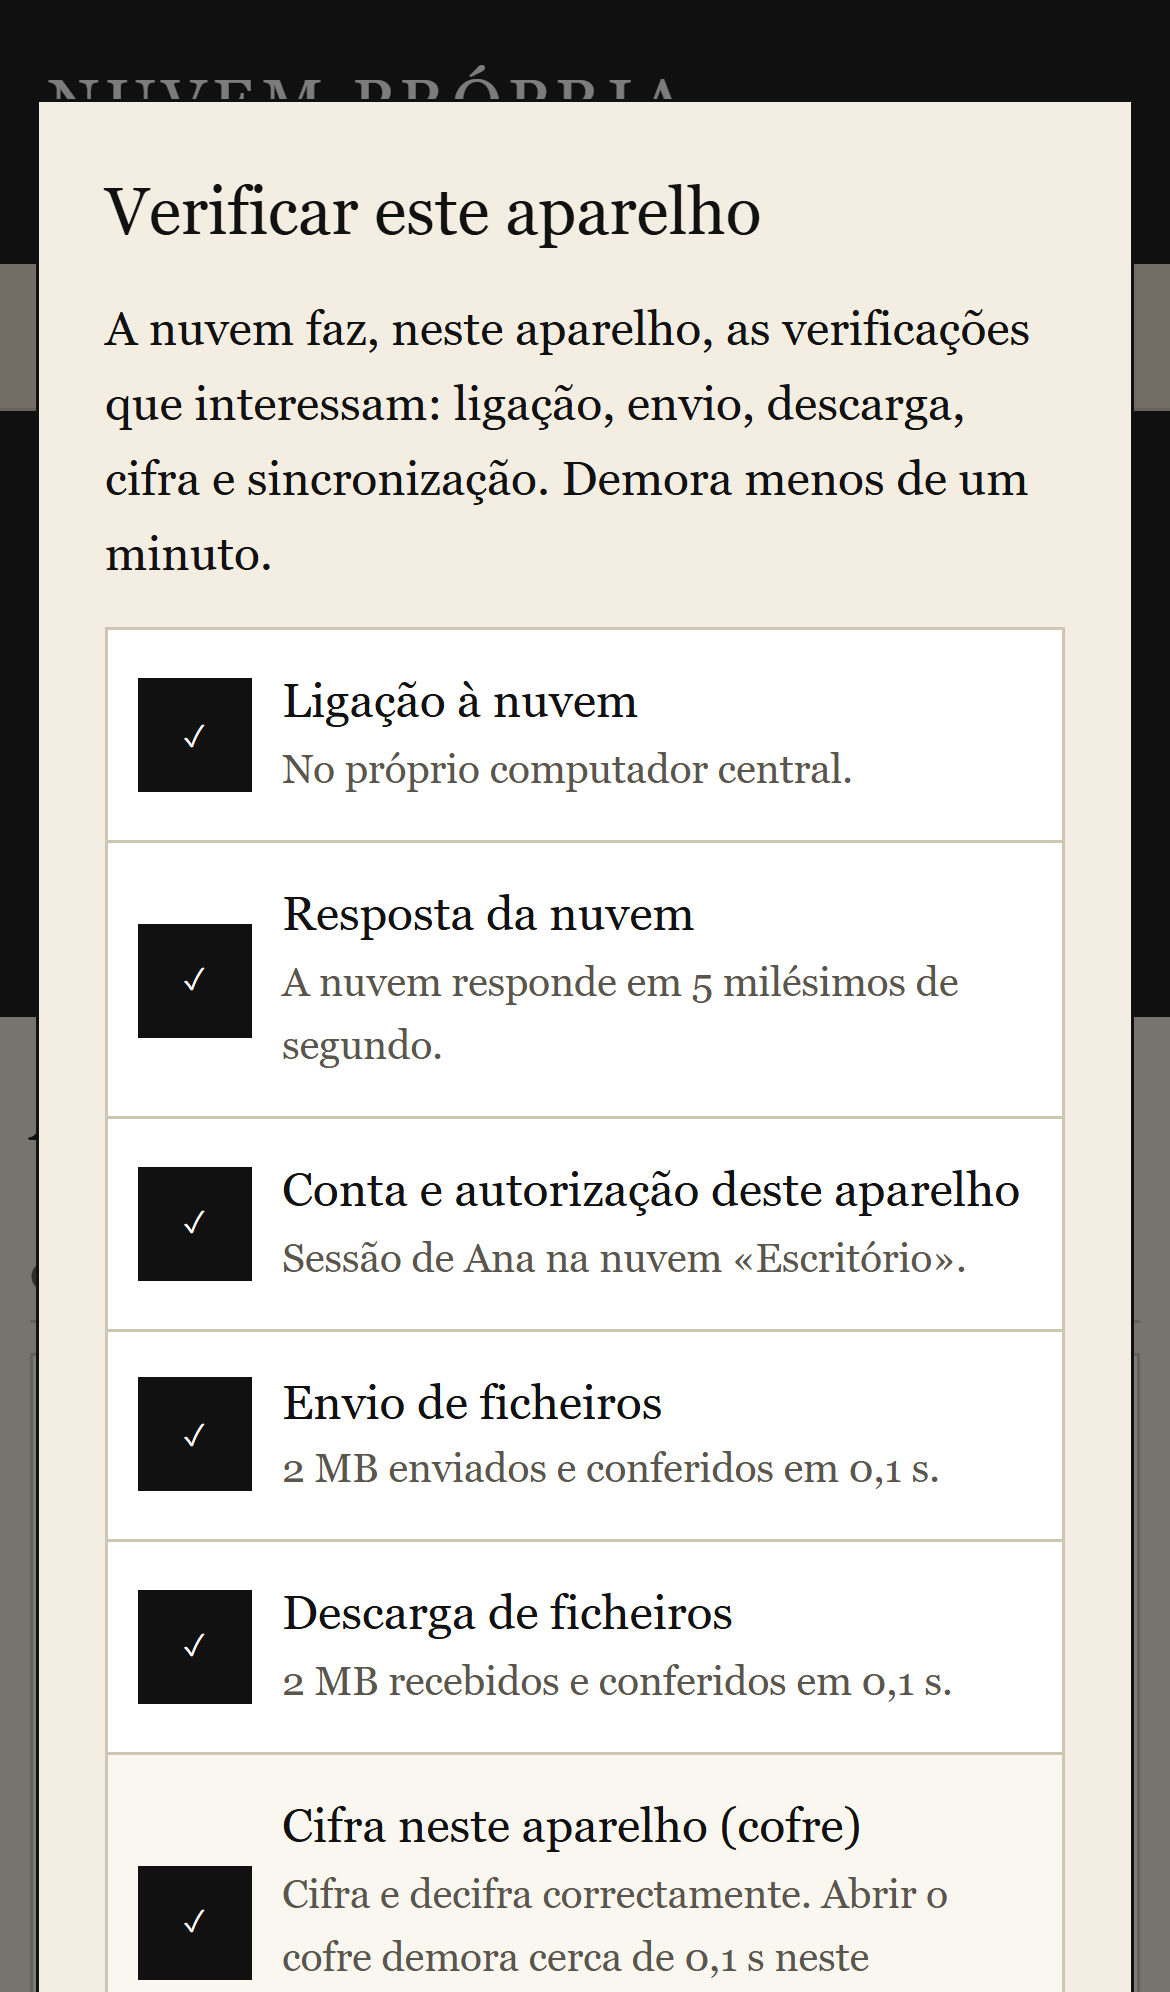 NUVEM PRÓPRIA
Verificar este aparelho
A nuvem faz, neste aparelho, as verificações
que interessam: ligação, envio, descarga,
cifra e sincronização. Demora menos de um
minuto.
✓
Ligação à nuvem
No próprio computador central.
✓
Resposta da nuvem
A nuvem responde em 5 milésimos de
segundo.
✓
Conta e autorização deste aparelho
Sessão de Ana na nuvem «Escritório».
✓
Envio de ficheiros
2 MB enviados e conferidos em 0,1 s.
✓
Descarga de ficheiros
2 MB recebidos e conferidos em 0,1 s.
✓
Cifra neste aparelho (cofre)
Cifra e decifra correctamente. Abrir o
cofre demora cerca de 0,1 s neste